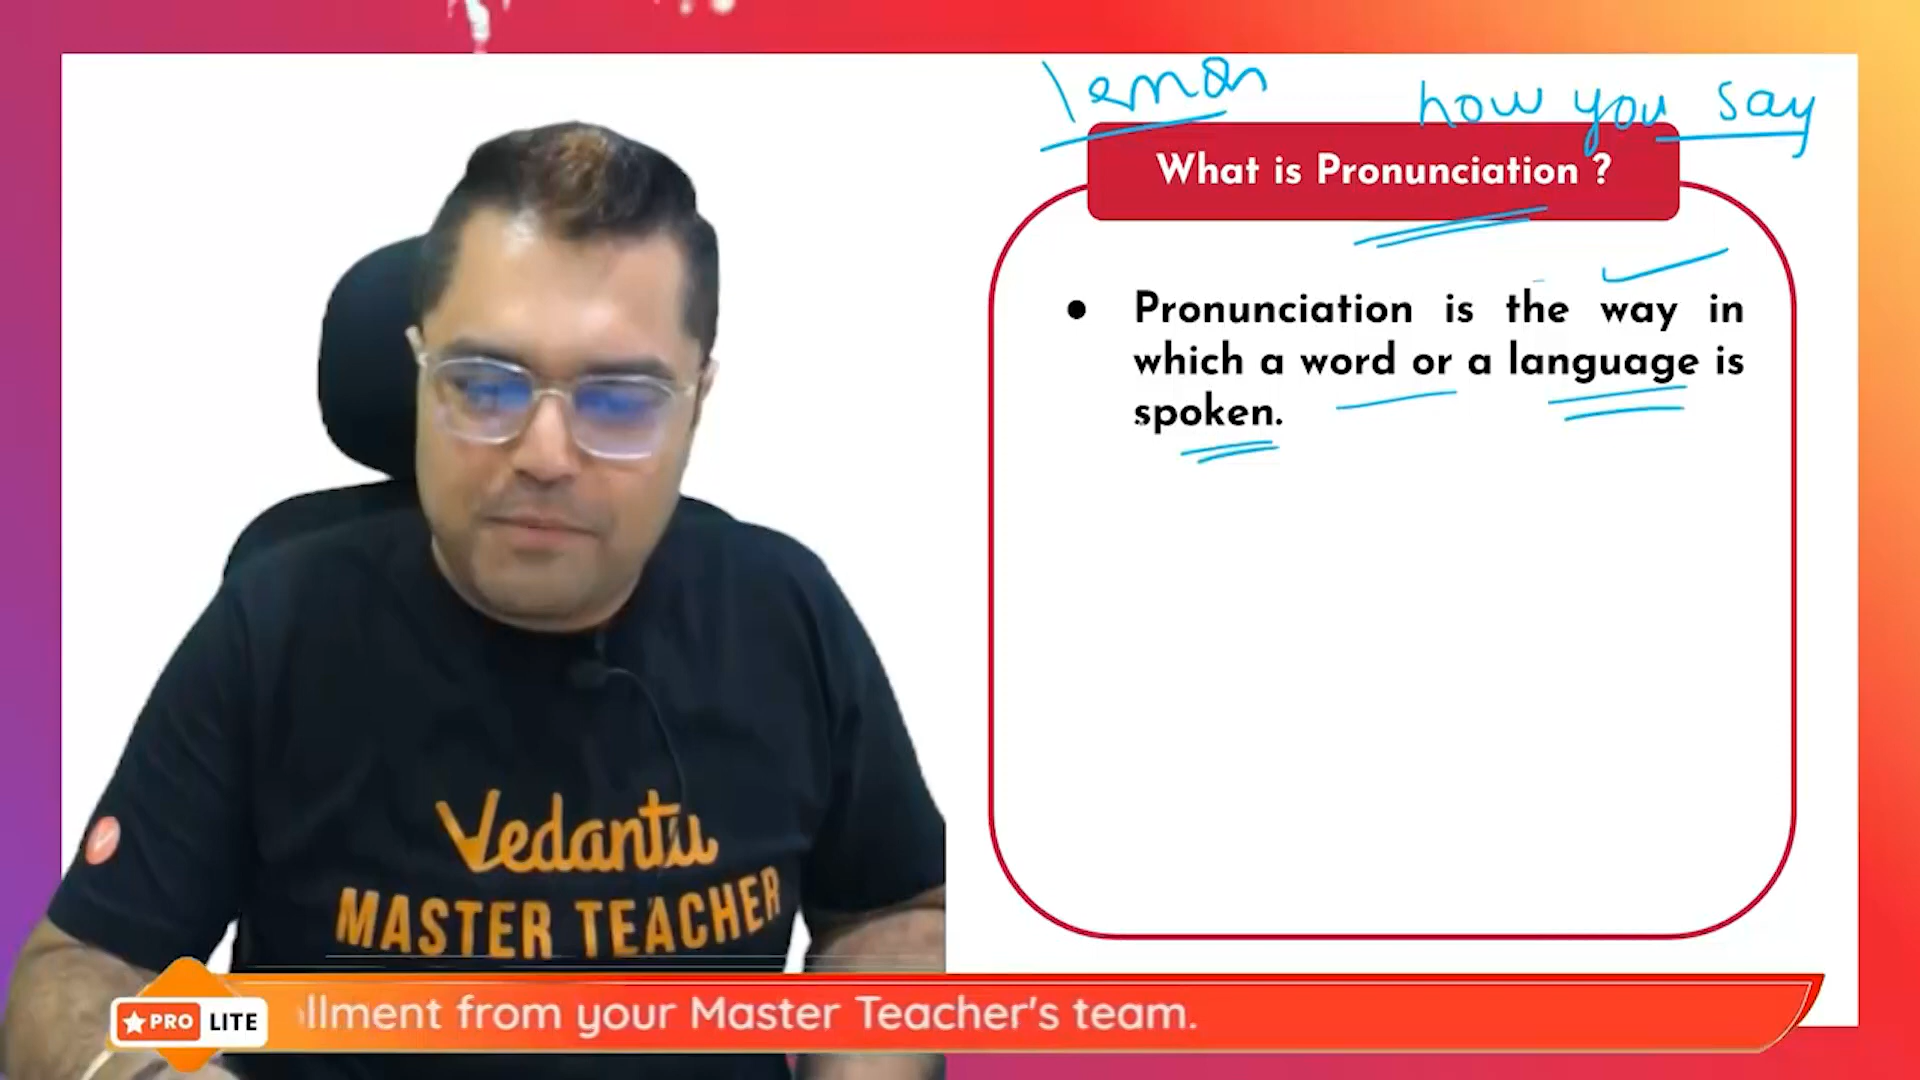 lemon
how you say
What is Pronunciation ?
● Pronunciation is the way in
which a word or a language is
spoken.
Vedantu
MASTER TEACHER
PRO LITE
llment from your Master Teacher's team.